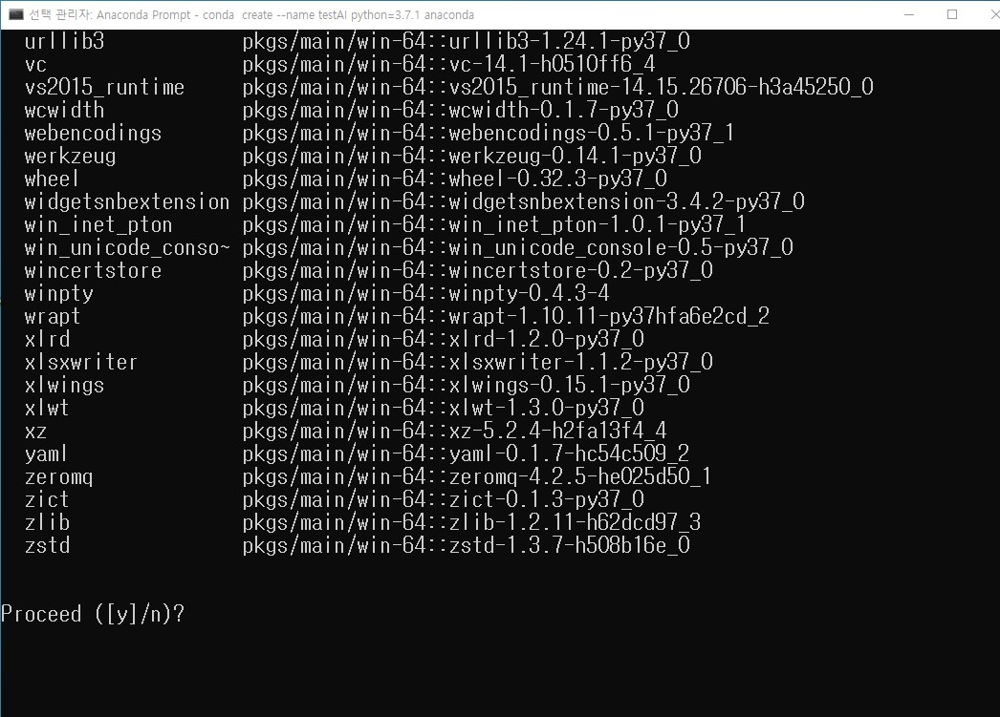 선택 관리자: Anaconda Prompt - conda  create --name testAI python=3.7.1 anaconda
urllib3 pkgs/main/win-64::urllib3-1.24.1-py37_0
vc pkgs/main/win-64::vc-14.1-h0510ff6_4
vs2015_runtime pkgs/main/win-64::vs2015_runtime-14.15.26706-h3a45250_0
wcwidth pkgs/main/win-64::wcwidth-0.1.7-py37_0
webencodings pkgs/main/win-64::webencodings-0.5.1-py37_1
werkzeug pkgs/main/win-64::werkzeug-0.14.1-py37_0
wheel pkgs/main/win-64::wheel-0.32.3-py37_0
widgetsnbextension pkgs/main/win-64::widgetsnbextension-3.4.2-py37_0
win_inet_pton pkgs/main/win-64::win_inet_pton-1.0.1-py37_1
win_unicode_conso~ pkgs/main/win-64::win_unicode_console-0.5-py37_0
wincertstore pkgs/main/win-64::wincertstore-0.2-py37_0
winpty pkgs/main/win-64::winpty-0.4.3-4
wrapt pkgs/main/win-64::wrapt-1.10.11-py37hfa6e2cd_2
xlrd pkgs/main/win-64::xlrd-1.2.0-py37_0
xlsxwriter pkgs/main/win-64::xlsxwriter-1.1.2-py37_0
xlwings pkgs/main/win-64::xlwings-0.15.1-py37_0
xlwt pkgs/main/win-64::xlwt-1.3.0-py37_0
xz pkgs/main/win-64::xz-5.2.4-h2fa13f4_4
yaml pkgs/main/win-64::yaml-0.1.7-hc54c509_2
zeromq pkgs/main/win-64::zeromq-4.2.5-he025d50_1
zict pkgs/main/win-64::zict-0.1.3-py37_0
zlib pkgs/main/win-64::zlib-1.2.11-h62dcd97_3
zstd pkgs/main/win-64::zstd-1.3.7-h508b16e_0
Proceed ([y]/n)?